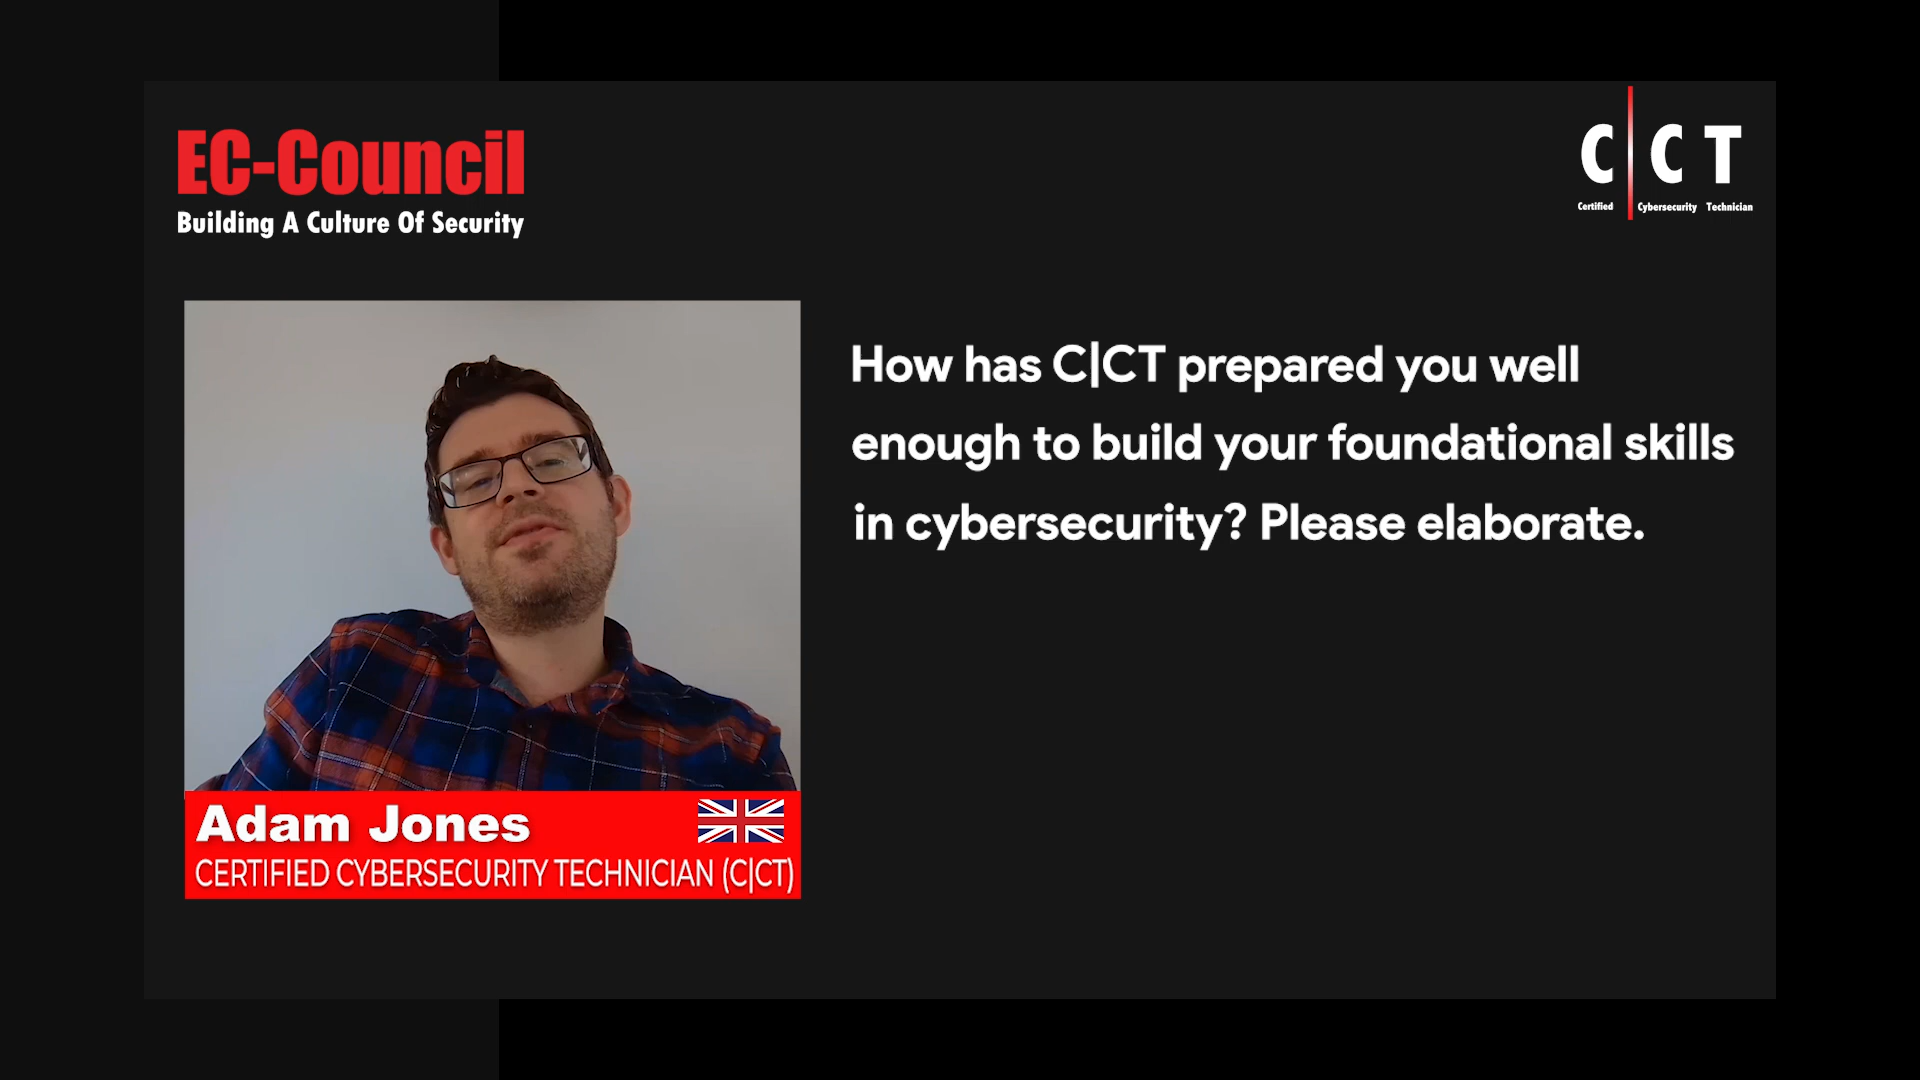 EC-Council
Building A Culture Of Security
C|CT
Certified Cybersecurity Technician
How has C|CT prepared you well
enough to build your foundational skills
in cybersecurity? Please elaborate.
Adam Jones
CERTIFIED CYBERSECURITY TECHNICIAN (C|CT)